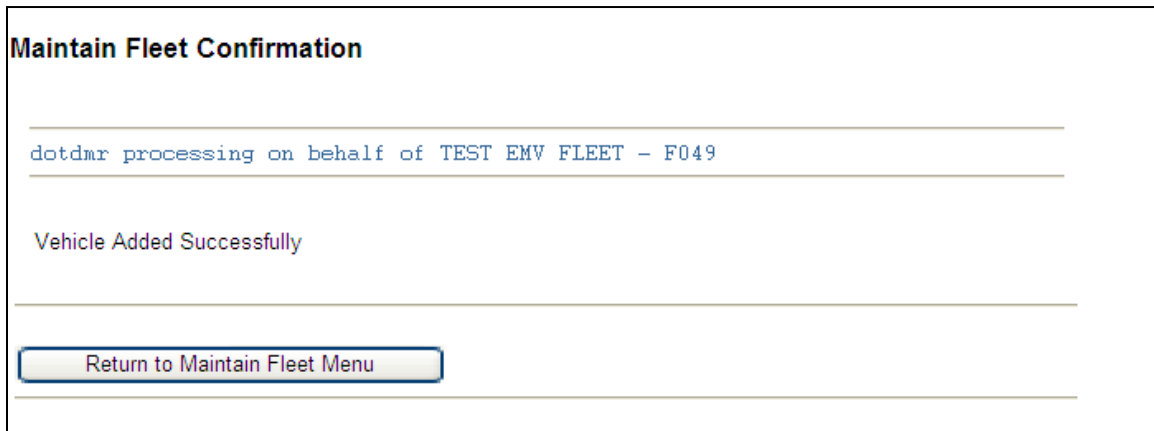 Maintain Fleet Confirmation
dotdmr processing on behalf of TEST EMV FLEET – F049
Vehicle Added Successfully
Return to Maintain Fleet Menu